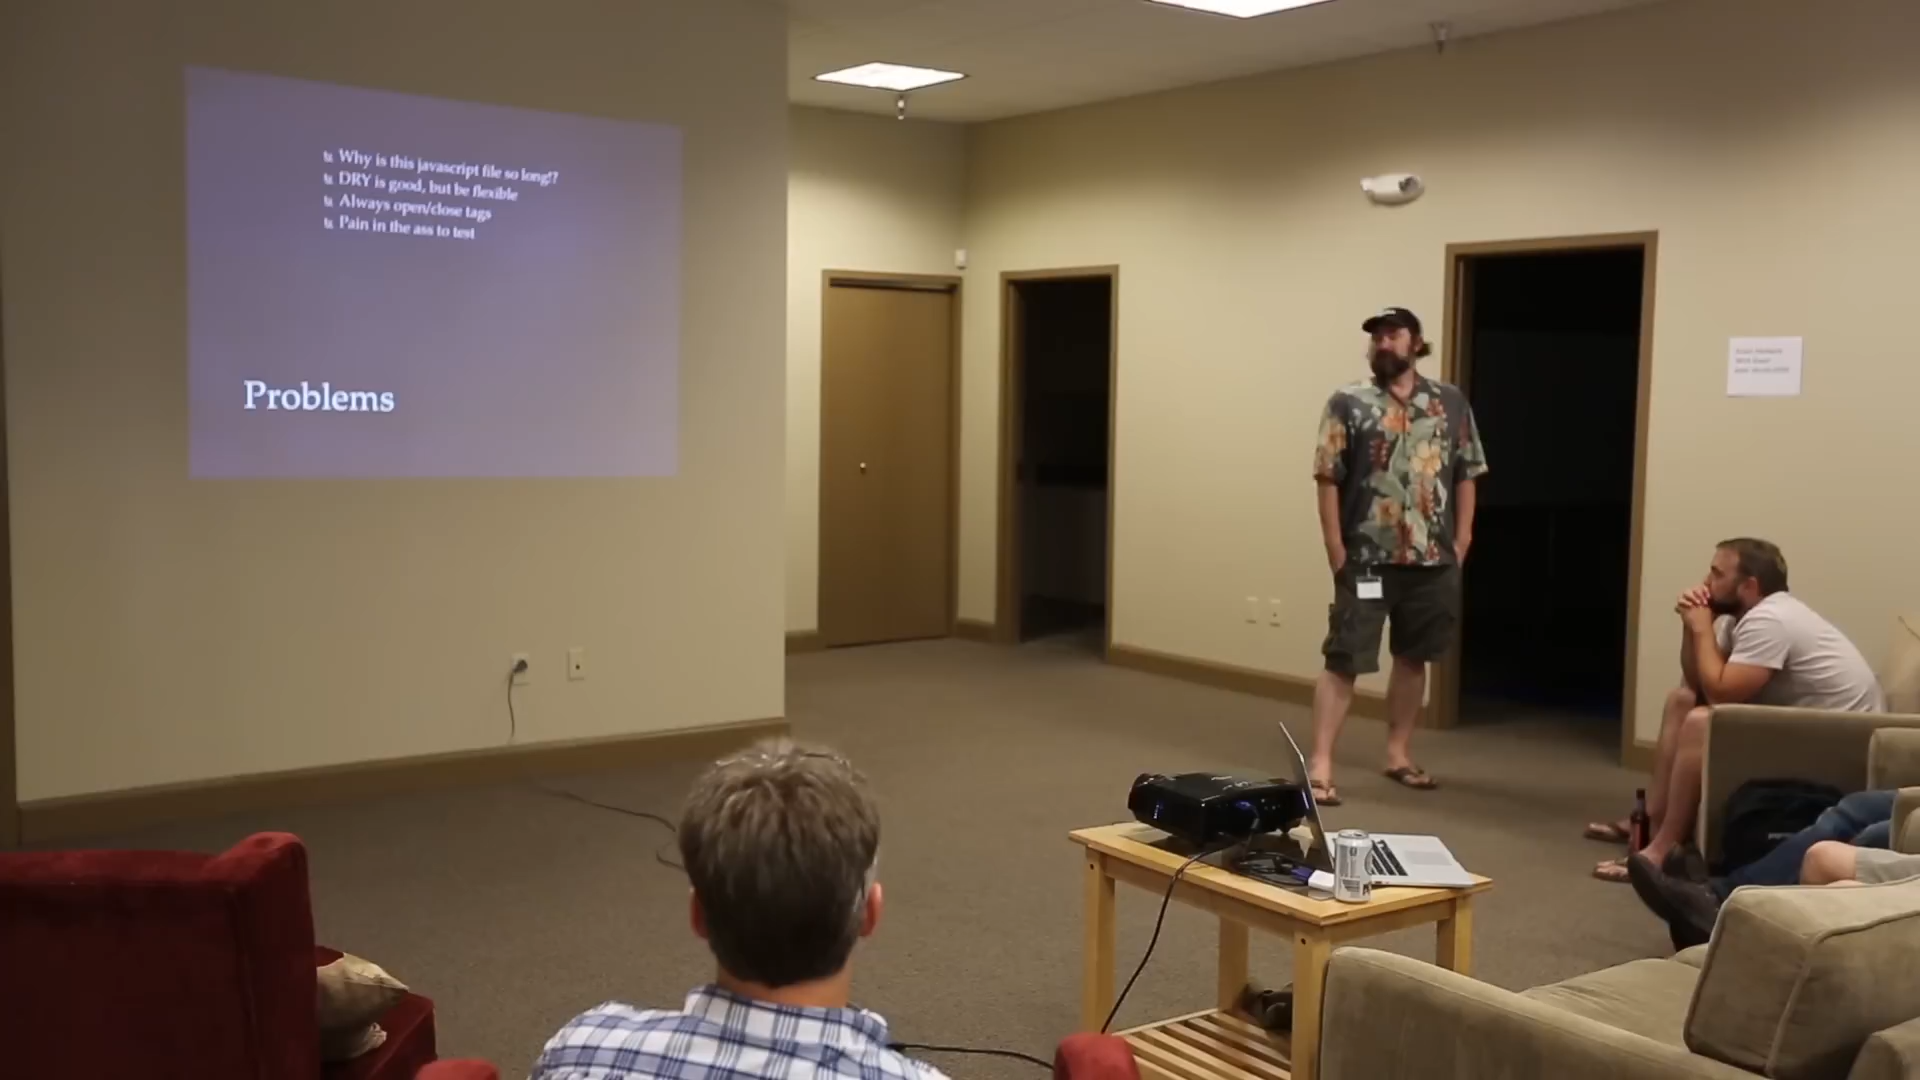 Why is this javascript file so long!?
DRY is good, but be flexible
Always open/close tags
Pain in the ass to test
Problems